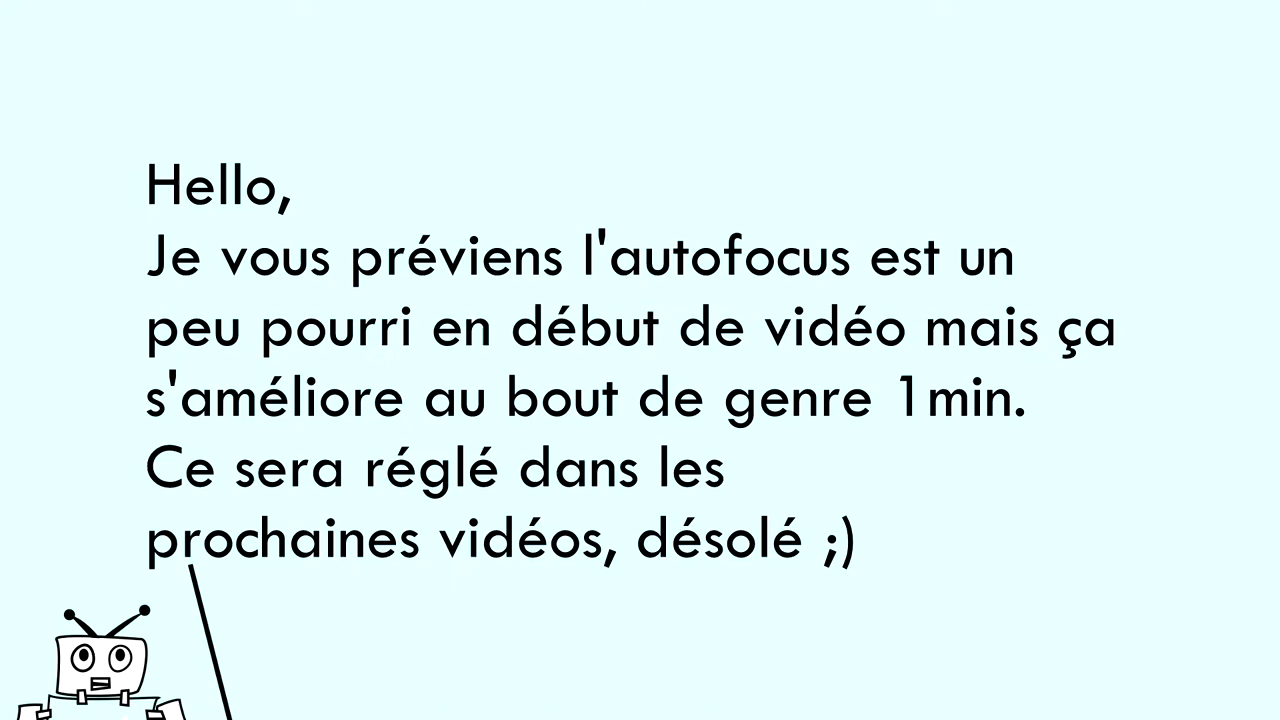 Hello,
Je vous préviens l'autofocus est un
peu pourri en début de vidéo mais ça
s'améliore au bout de genre 1min.
Ce sera réglé dans les
prochaines vidéos, désolé ;)